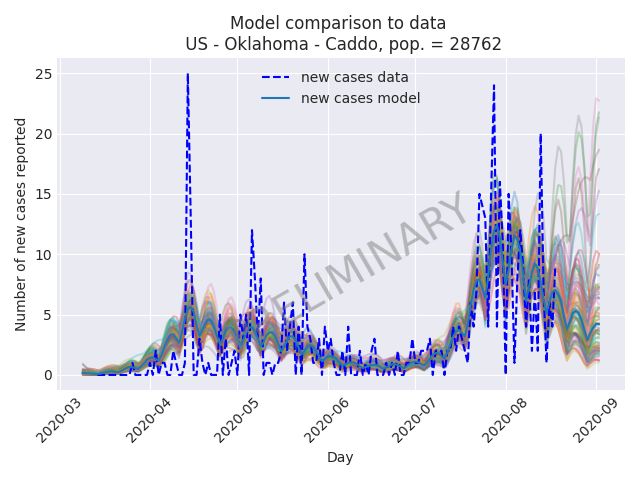 Model comparison to data
US - Oklahoma - Caddo, pop. = 28762
new cases data
new cases model
ELIMINARY
Number of new cases reported
25
20
15
10
5
0
2020-03
2020-04
2020-05
2020-06
2020-07
2020-08
2020-09
Day